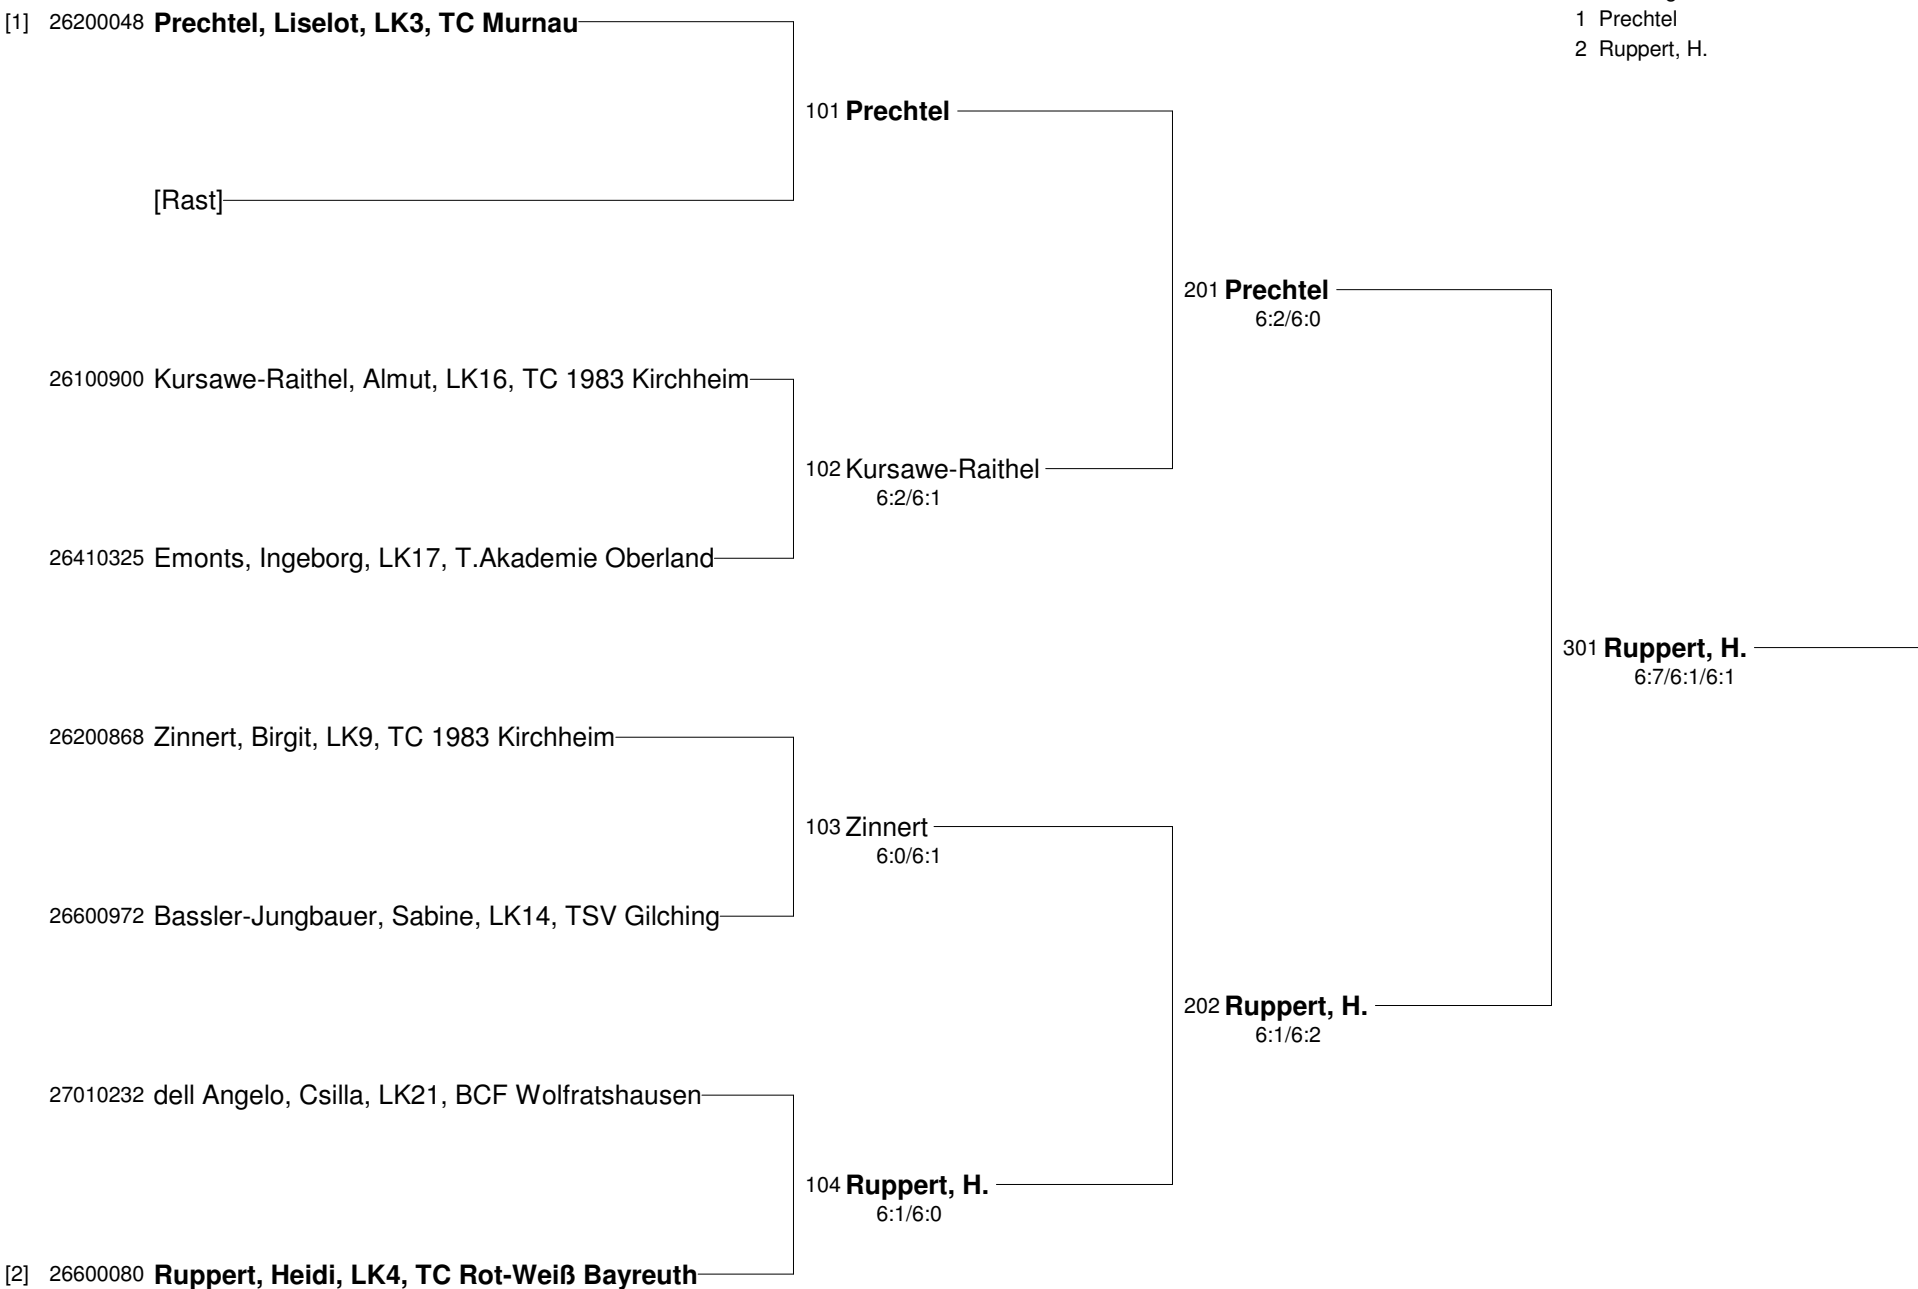 [1] 26200048 Prechtel, Liselot, LK3, TC Murnau
1 Prechtel
2 Ruppert, H.
101 Prechtel
[Rast]
201 Prechtel
6:2/6:0
26100900 Kursawe-Raithel, Almut, LK16, TC 1983 Kirchheim
102 Kursawe-Raithel
6:2/6:1
26410325 Emonts, Ingeborg, LK17, T.Akademie Oberland
301 Ruppert, H.
6:7/6:1/6:1
26200868 Zinnert, Birgit, LK9, TC 1983 Kirchheim
103 Zinnert
6:0/6:1
26600972 Bassler-Jungbauer, Sabine, LK14, TSV Gilching
202 Ruppert, H.
6:1/6:2
27010232 dell Angelo, Csilla, LK21, BCF Wolfratshausen
104 Ruppert, H.
6:1/6:0
[2] 26600080 Ruppert, Heidi, LK4, TC Rot-Weiß Bayreuth